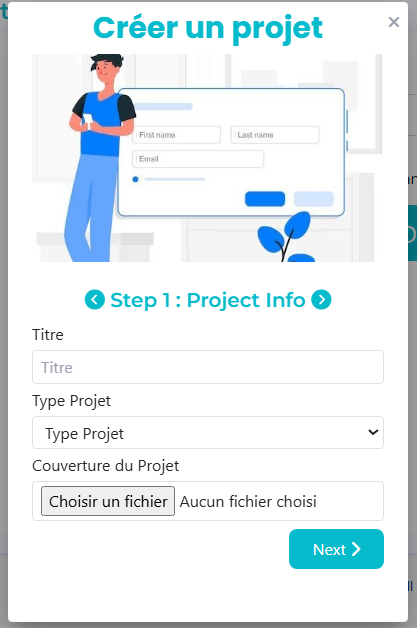 Créer un projet
×
First name
Last name
Email
Step 1 : Project Info
Titre
Titre
Type Projet
Type Projet
Couverture du Projet
Choisir un fichier Aucun fichier choisi
Next